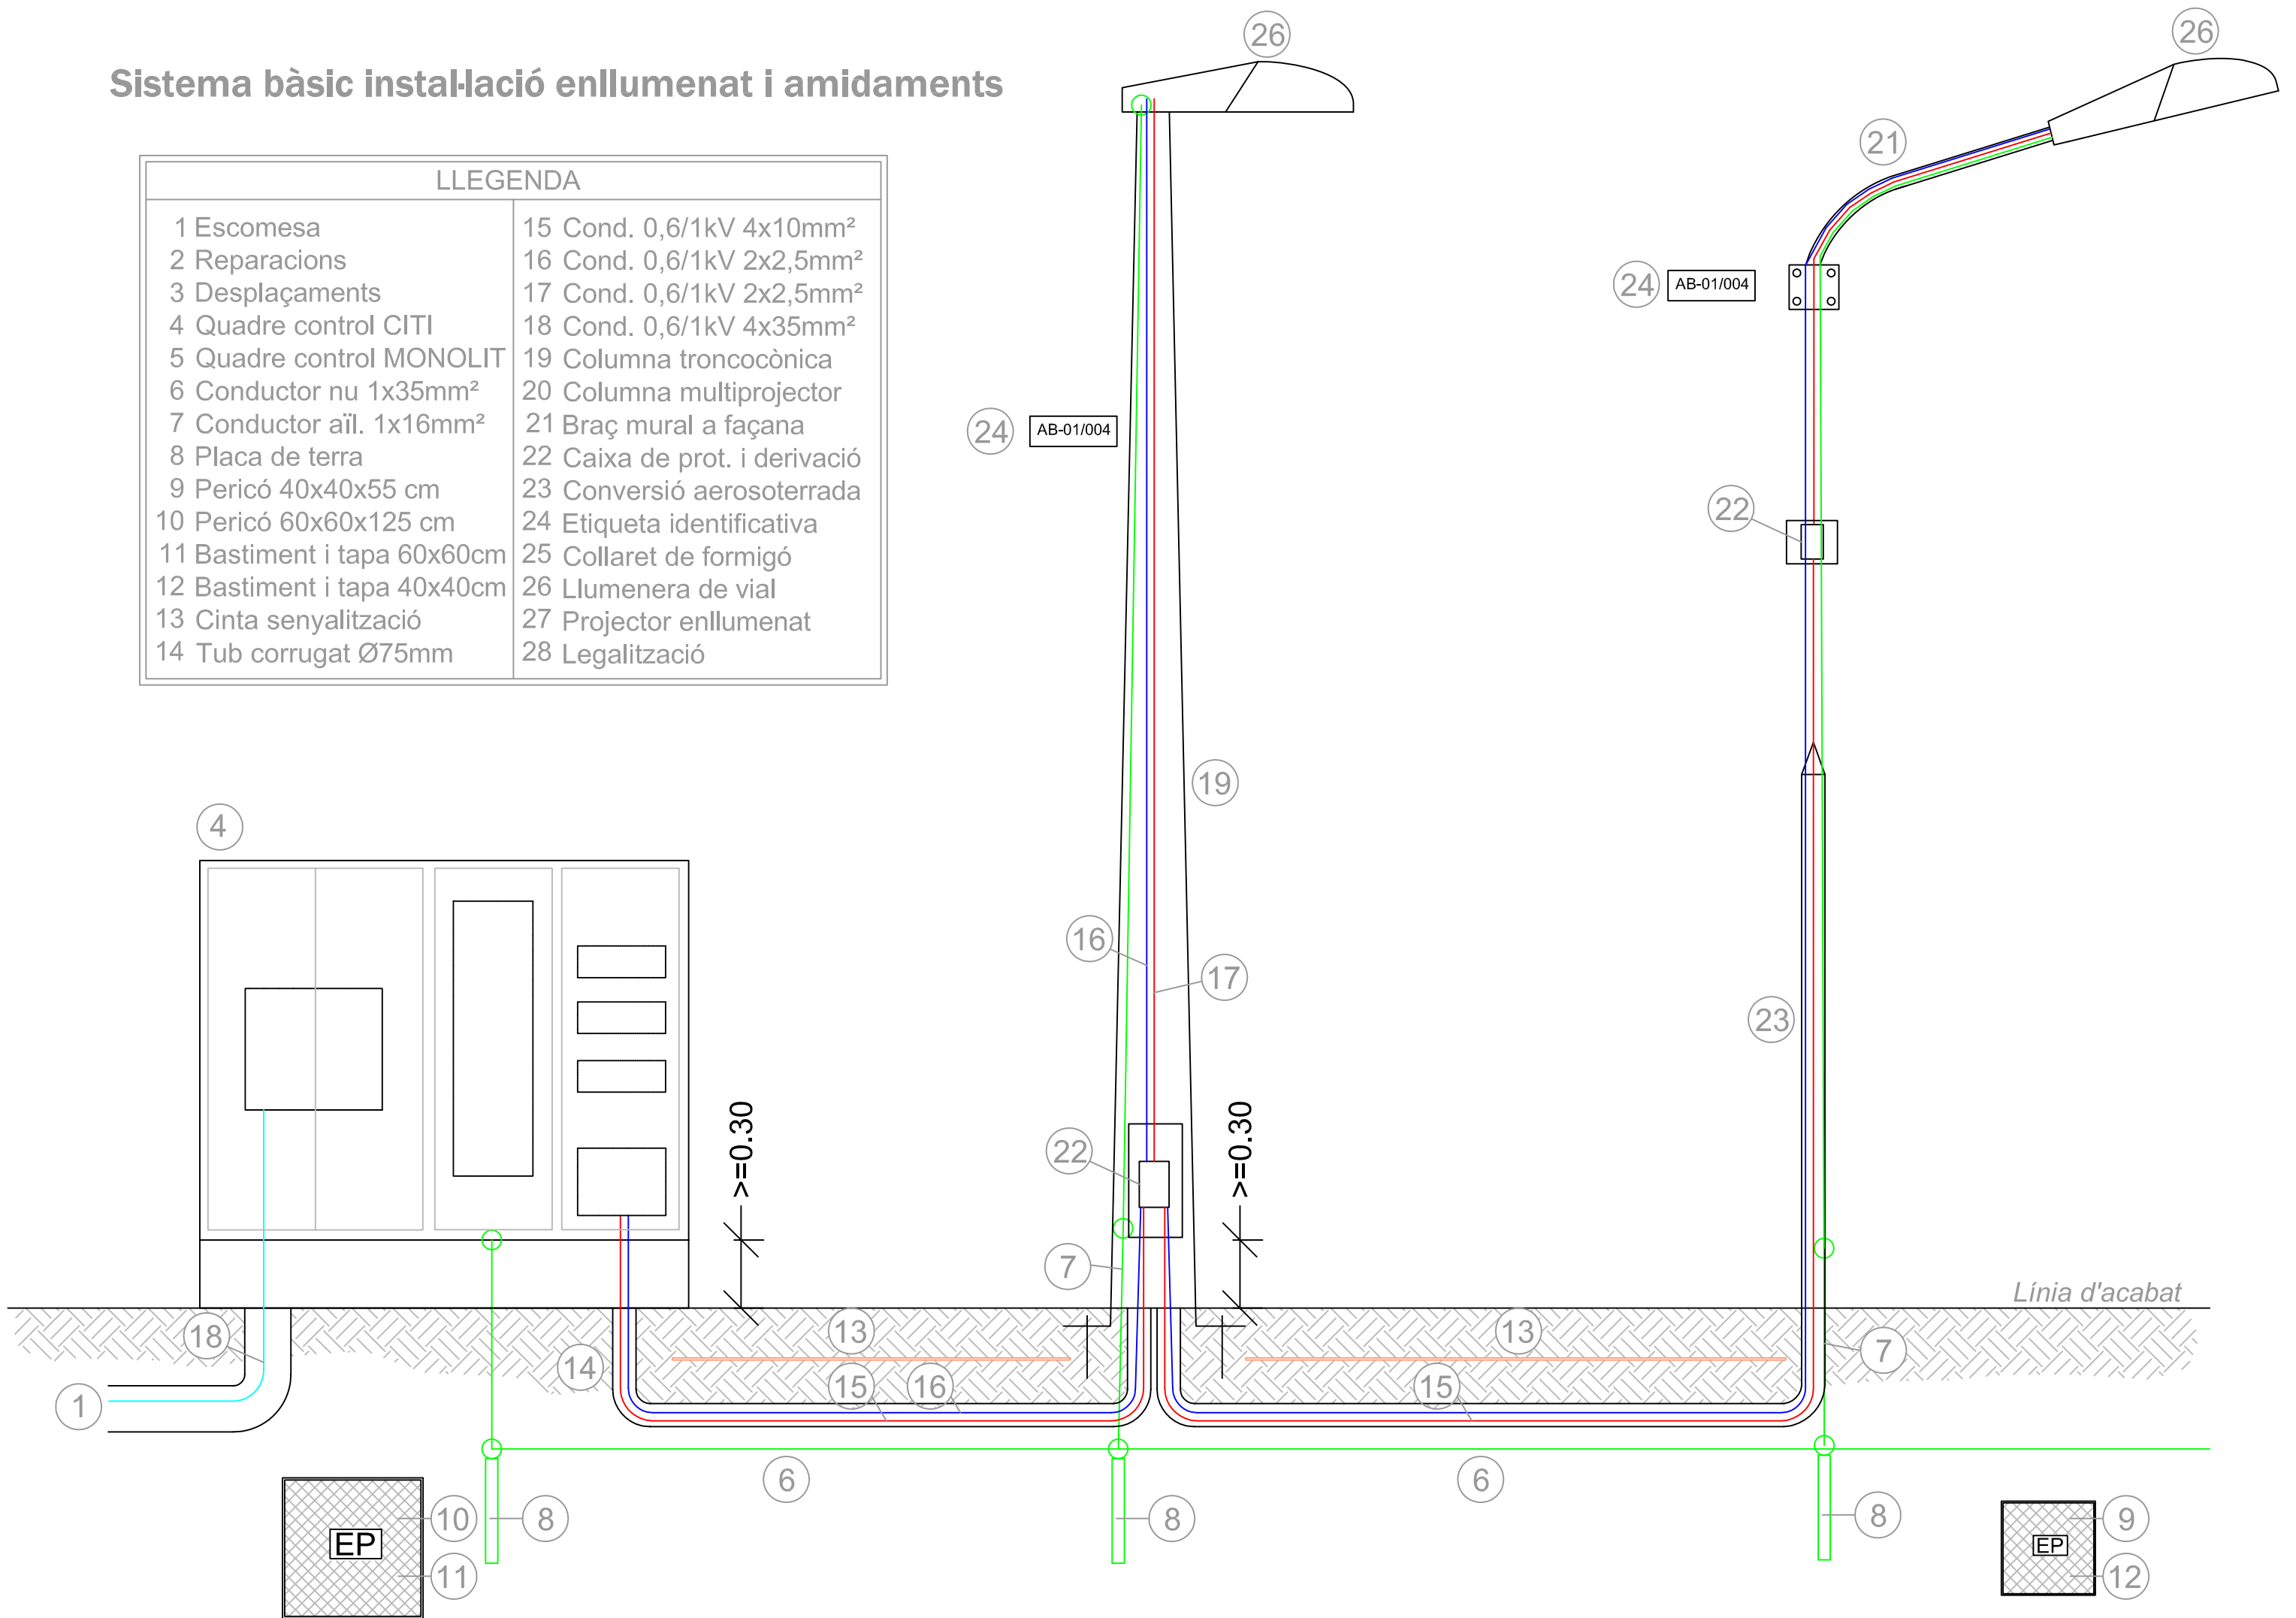 Sistema bàsic instal·lació enllumenat i amidaments
LLEGENDA
1 Escomesa
2 Reparacions
3 Desplaçaments
4 Quadre control CITI
5 Quadre control MONOLIT
6 Conductor nu 1x35mm²
7 Conductor aïl. 1x16mm²
8 Placa de terra
9 Pericó 40x40x55 cm
10 Pericó 60x60x125 cm
11 Bastiment i tapa 60x60cm
12 Bastiment i tapa 40x40cm
13 Cinta senyalització
14 Tub corrugat Ø75mm
15 Cond. 0,6/1kV 4x10mm²
16 Cond. 0,6/1kV 2x2,5mm²
17 Cond. 0,6/1kV 2x2,5mm²
18 Cond. 0,6/1kV 4x35mm²
19 Columna troncocònica
20 Columna multiprojector
21 Braç mural a façana
22 Caixa de prot. i derivació
23 Conversió aerosoterrada
24 Etiqueta identificativa
25 Collaret de formigó
26 Llumenera de vial
27 Projector enllumenat
28 Legalització
26
26
21
24
AB-01/004
24
AB-01/004
22
19
4
16
17
23
>=0.30
22
>=0.30
7
Línia d'acabat
18
13
13
14
7
1
15
16
15
6
6
10
8
8
8
9
EP
EP
11
12